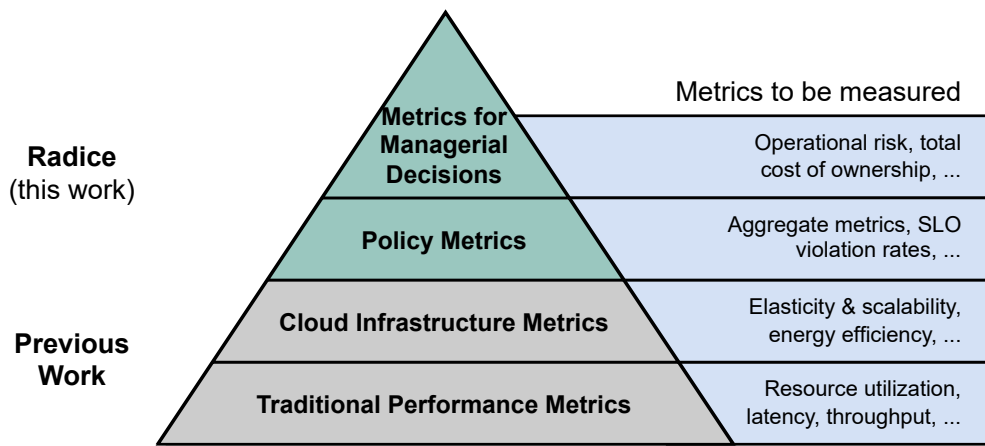 Metrics to be measured
Radice
(this work)
Metrics for
Managerial
Decisions
Operational risk, total
cost of ownership, ...
Policy Metrics
Aggregate metrics, SLO
violation rates, ...
Previous
Work
Cloud Infrastructure Metrics
Elasticity & scalability,
energy efficiency, ...
Traditional Performance Metrics
Resource utilization,
latency, throughput, ...